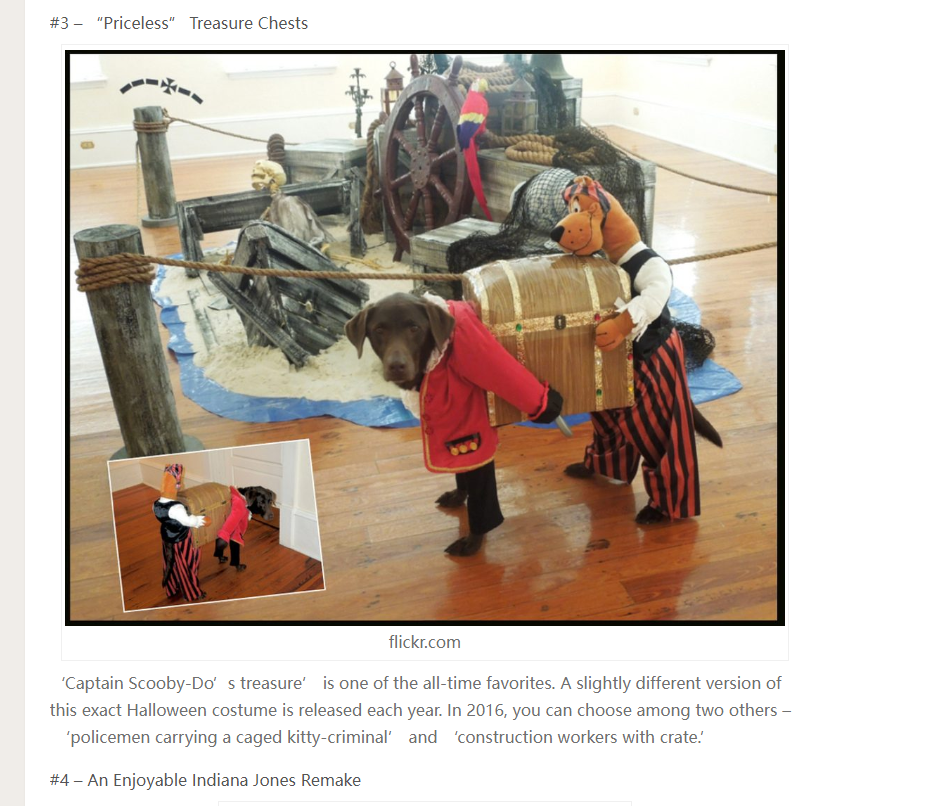 #3 – “Priceless” Treasure Chests
flickr.com
‘Captain Scooby-Do’s treasure’ is one of the all-time favorites. A slightly different version of
this exact Halloween costume is released each year. In 2016, you can choose among two others –
‘policemen carrying a caged kitty-criminal’ and ‘construction workers with crate.’
#4 – An Enjoyable Indiana Jones Remake